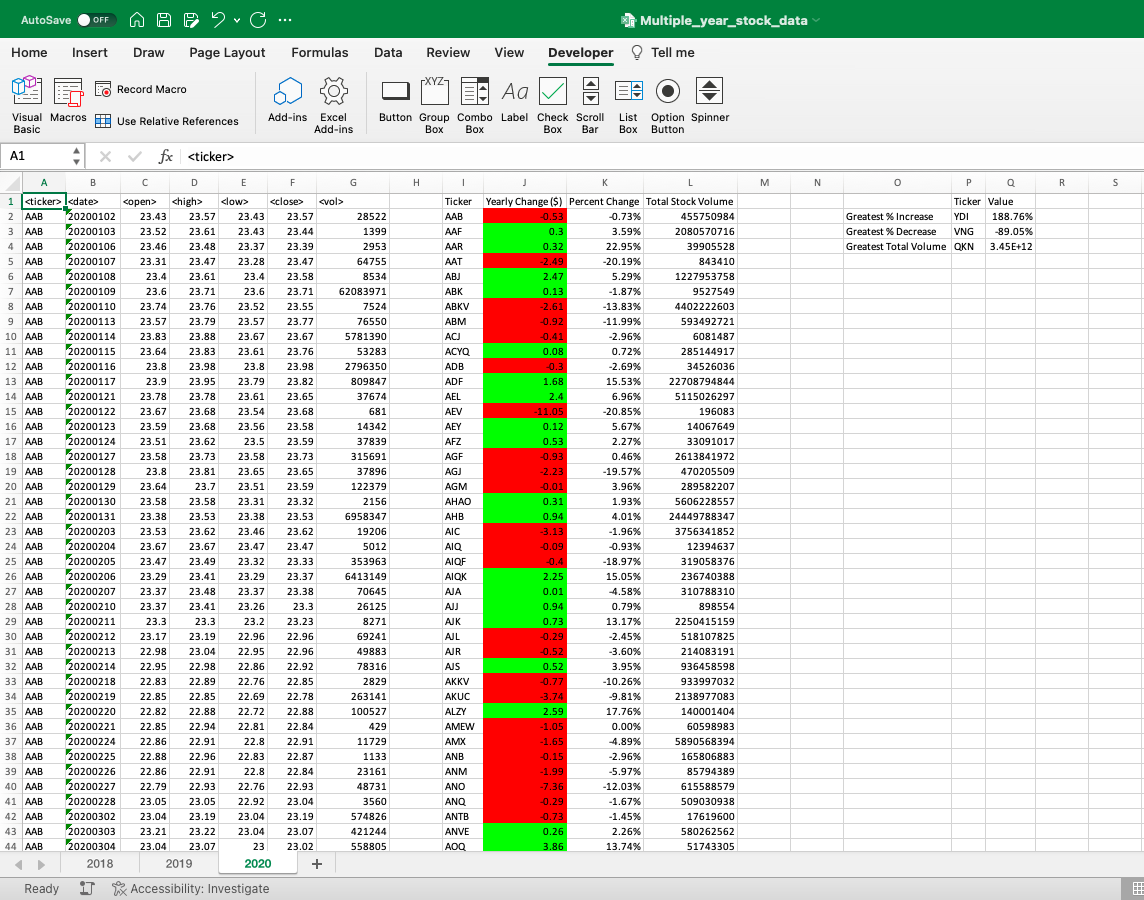 AutoSave OFF Multiple_year_stock_data
Home Insert Draw Page Layout Formulas Data Review View Developer Tell me
Visual Basic Macros Record Macro Use Relative References Add-ins Excel Add-ins Button XYZ Group Box Combo Box Aa Label Check Box Scroll Bar List Box Option Button Spinner
A1 fx <ticker>
A B C D E F G H I J K L M N O P Q R S
1 <ticker> <date> <open> <high> <low> <close> <vol> Ticker Yearly Change ($) Percent Change Total Stock Volume Ticker Value
2 AAB 20200102 23.43 23.57 23.43 23.57 28522 AAB -0.53 -0.73% 455750984 Greatest % Increase YDI 188.76%
3 AAB 20200103 23.52 23.61 23.43 23.44 1399 AAF 0.3 3.59% 2080570716 Greatest % Decrease VNG -89.05%
4 AAB 20200106 23.46 23.48 23.37 23.39 2953 AAR 0.32 22.95% 39905528 Greatest Total Volume QKN 3.45E+12
5 AAB 20200107 23.31 23.47 23.28 23.47 64755 AAT -2.49 -20.19% 843410
6 AAB 20200108 23.4 23.61 23.4 23.58 8534 ABJ 2.47 5.29% 1227953758
7 AAB 20200109 23.6 23.71 23.6 23.71 62083971 ABK 0.13 -1.87% 9527549
8 AAB 20200110 23.74 23.76 23.52 23.55 7524 ABKV -2.61 -13.83% 4402222603
9 AAB 20200113 23.57 23.79 23.57 23.77 76550 ABM -0.92 -11.99% 593492721
10 AAB 20200114 23.83 23.88 23.67 23.67 5781390 ACJ -0.41 -2.96% 6081487
11 AAB 20200115 23.64 23.83 23.61 23.76 53283 ACYQ 0.08 0.72% 285144917
12 AAB 20200116 23.8 23.98 23.8 23.98 2796350 ADB -0.3 -2.69% 34526036
13 AAB 20200117 23.9 23.95 23.79 23.82 809847 ADF 1.68 15.53% 22708794844
14 AAB 20200121 23.78 23.78 23.61 23.65 37674 AEL 2.4 6.96% 5115026297
15 AAB 20200122 23.67 23.68 23.54 23.68 681 AEV -11.05 -20.85% 196083
16 AAB 20200123 23.59 23.68 23.56 23.58 14342 AEY 0.12 5.67% 14067649
17 AAB 20200124 23.51 23.62 23.5 23.59 37839 AFZ 0.53 2.27% 33091017
18 AAB 20200127 23.58 23.73 23.58 23.73 315691 AGF -0.93 0.46% 2613841972
19 AAB 20200128 23.8 23.81 23.65 23.65 37896 AGJ -2.23 -19.57% 470205509
20 AAB 20200129 23.64 23.7 23.51 23.59 122379 AGM -0.01 3.96% 289582207
21 AAB 20200130 23.58 23.58 23.31 23.32 2156 AHAO 0.31 1.93% 5606228557
22 AAB 20200131 23.38 23.53 23.38 23.53 6958347 AHB 0.94 4.01% 24449788347
23 AAB 20200203 23.53 23.62 23.46 23.62 19206 AIC -3.13 -1.96% 3756341852
24 AAB 20200204 23.67 23.67 23.47 23.47 5012 AIQ -0.09 -0.93% 12394637
25 AAB 20200205 23.47 23.49 23.32 23.33 353963 AIQF -0.4 -18.97% 319058376
26 AAB 20200206 23.29 23.41 23.29 23.37 6413149 AIQK 2.25 15.05% 236740388
27 AAB 20200207 23.37 23.48 23.37 23.38 70645 AJA 0.01 -4.58% 310788310
28 AAB 20200210 23.37 23.41 23.26 23.3 26125 AJJ 0.94 0.79% 898554
29 AAB 20200211 23.3 23.3 23.2 23.23 8271 AJK 0.73 13.17% 2250415159
30 AAB 20200212 23.17 23.19 22.96 22.96 69241 AJL -0.29 -2.45% 518107825
31 AAB 20200213 22.98 23.04 22.95 22.96 49883 AJR -0.52 -3.60% 214083191
32 AAB 20200214 22.95 22.98 22.86 22.92 78316 AJS 0.52 3.95% 936458598
33 AAB 20200218 22.83 22.89 22.76 22.85 2829 AKKV -0.77 -10.26% 933997032
34 AAB 20200219 22.85 22.85 22.69 22.78 263141 AKUC -3.74 -9.81% 2138977083
35 AAB 20200220 22.82 22.88 22.72 22.88 100527 ALZY 2.59 17.76% 140001404
36 AAB 20200221 22.85 22.94 22.81 22.84 429 AMEW -1.05 0.00% 60598983
37 AAB 20200224 22.86 22.91 22.8 22.91 11729 AMX -1.65 -4.89% 5890568394
38 AAB 20200225 22.88 22.96 22.83 22.87 1133 ANB -0.15 -2.96% 165806883
39 AAB 20200226 22.86 22.91 22.8 22.84 23161 ANM -1.99 -5.97% 85794389
40 AAB 20200227 22.79 22.93 22.76 22.93 48731 ANO -7.36 -12.03% 615588579
41 AAB 20200228 23.05 23.05 22.92 23.04 3560 ANQ -0.29 -1.67% 509030938
42 AAB 20200302 23.04 23.19 23.04 23.19 574826 ANTB -0.73 -1.45% 17619600
43 AAB 20200303 23.21 23.22 23.04 23.07 421244 ANVE 0.26 2.26% 580262562
44 AAB 20200304 23.04 23.07 23 23.02 558805 AOQ 3.86 13.74% 51743305
2018 2019 2020 +
Ready Accessibility: Investigate